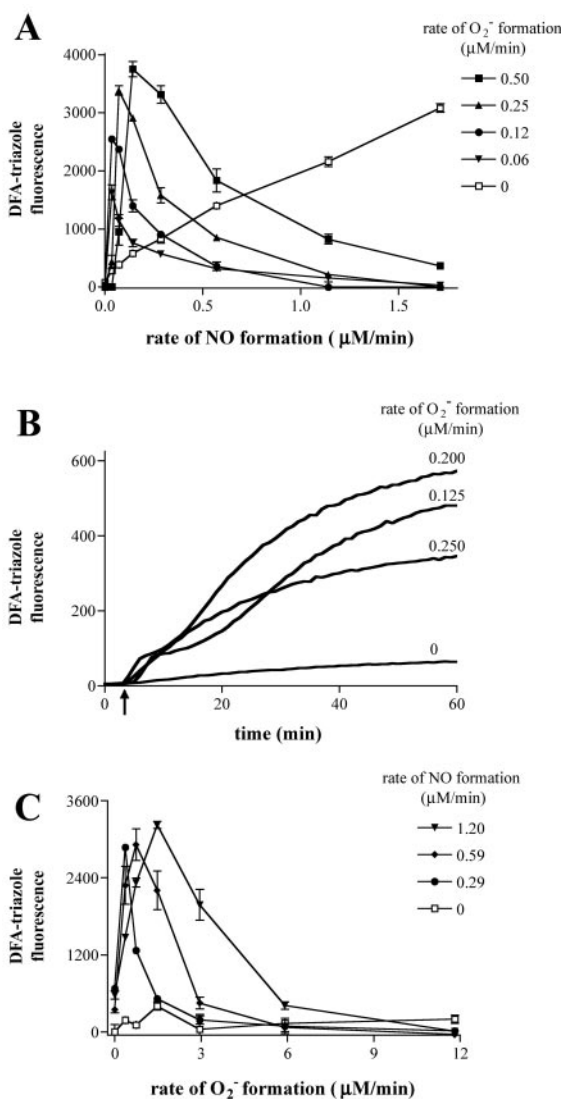 A
rate of O₂⁻ formation
(μM/min)
0.50
0.25
0.12
0.06
0
DFA-triazole
fluorescence
4000
3000
2000
1000
0
0.0 0.5 1.0 1.5
rate of NO formation ( μM/min)
B
rate of O₂⁻ formation
(μM/min)
0.200
0.125
0.250
0
DFA-triazole
fluorescence
600
400
200
0
0 20 40 60
time (min)
C
rate of NO formation
(μM/min)
1.20
0.59
0.29
0
DFA-triazole
fluorescence
3600
2400
1200
0
0 3 6 9 12
rate of O₂⁻ formation (μM/min)